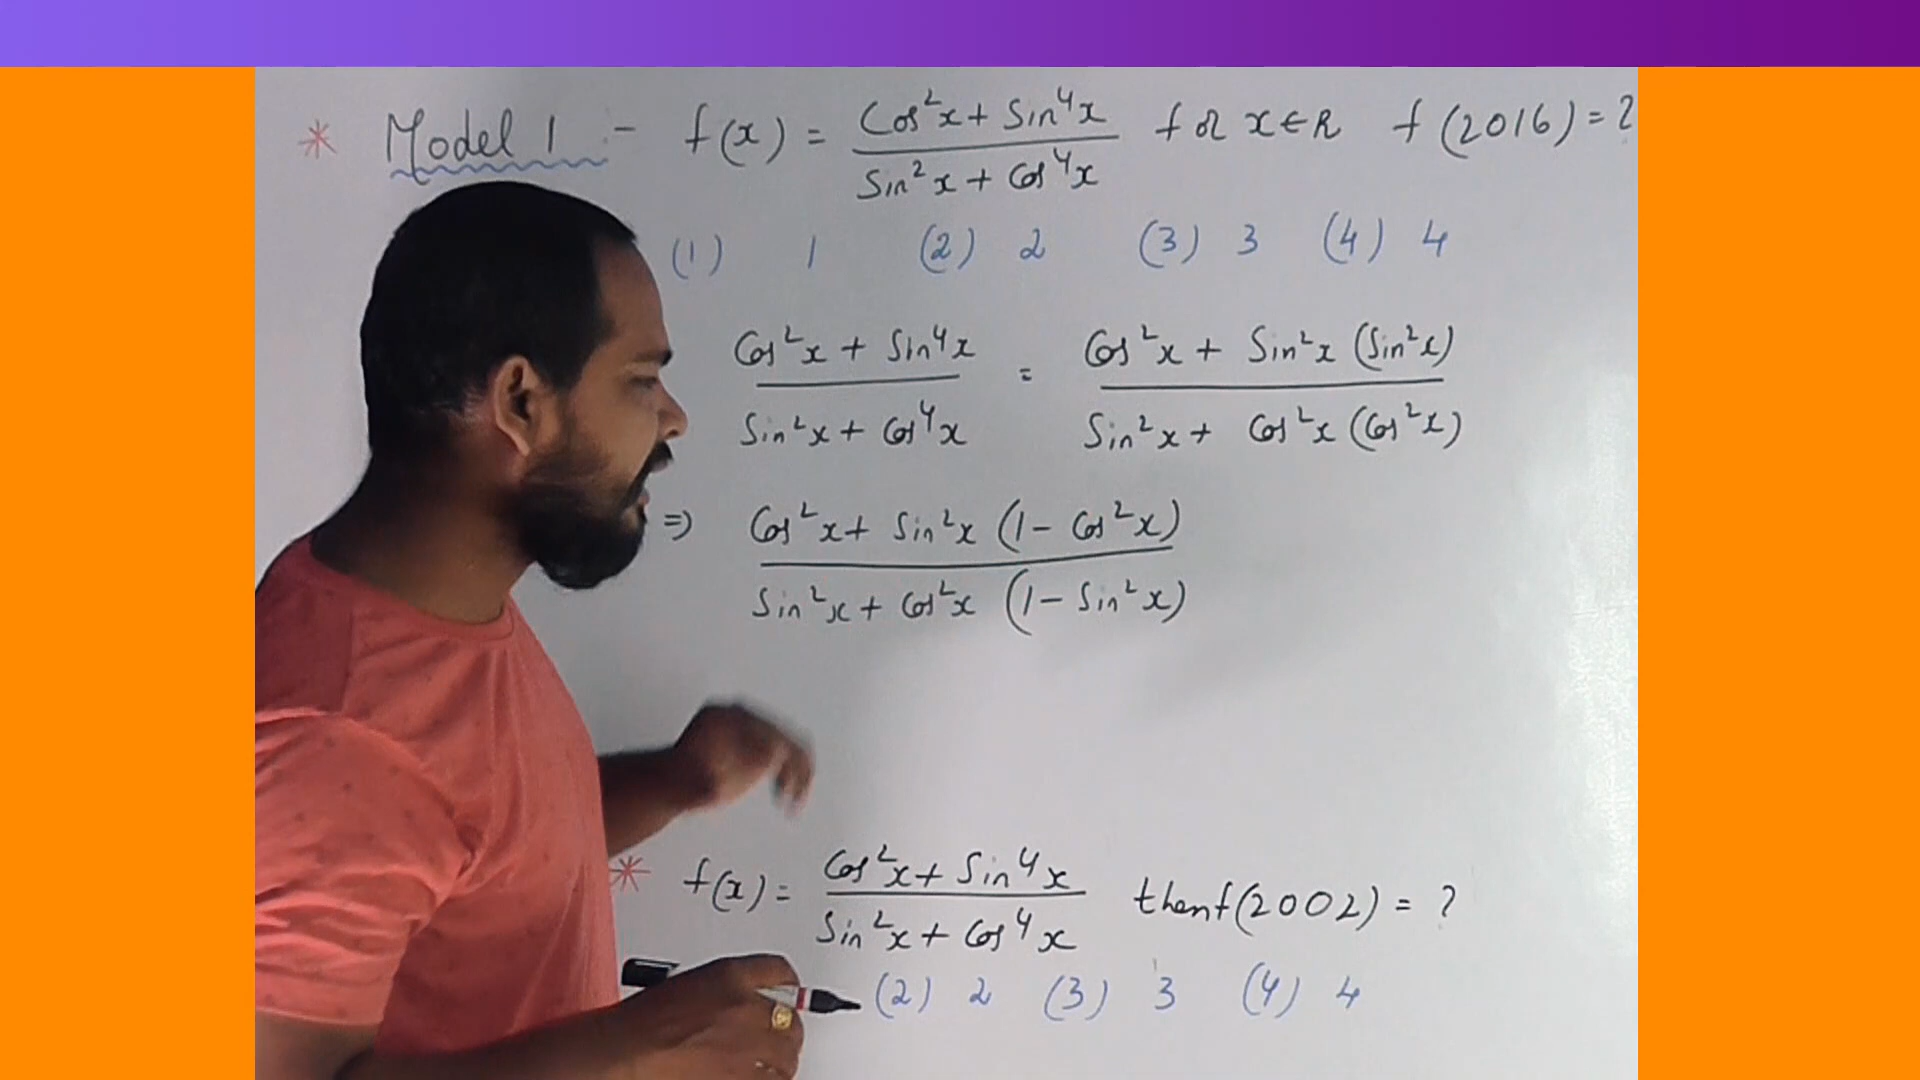 * Model 1 :- f(x) = (Cos²x + Sin⁴x) / (Sin²x + Cos⁴x) for x ∈ R f(2016) = ?
(1) 1 (2) 2 (3) 3 (4) 4
(Cos²x + Sin⁴x) / (Sin²x + Cos⁴x) = (Cos²x + Sin²x (Sin²x)) / (Sin²x + Cos²x (Cos²x))
=> (Cos²x + Sin²x (1 - Cos²x)) / (Sin²x + Cos²x (1 - Sin²x))
* f(x) = (Cos²x + Sin⁴x) / (Sin²x + Cos⁴x) then f(2002) = ?
(2) 2 (3) 3 (4) 4